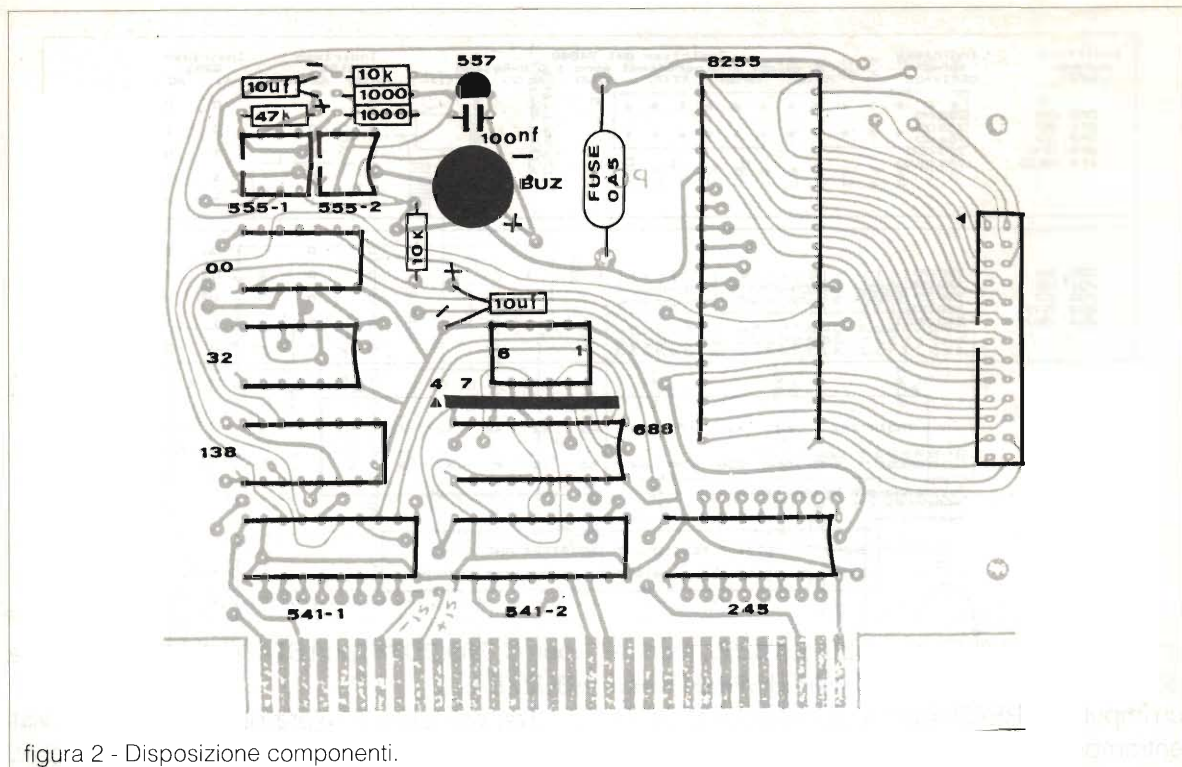 557
8255
10uf
-
10k
1000
+
47k
1000
100nf
-
BUZ
+
FUSE
0A5
555-1
555-2
10k
00
+
10uf
-
32
6
1
4
7
688
138
-15
+15
541-1
541-2
245
figura 2 - Disposizione componenti.